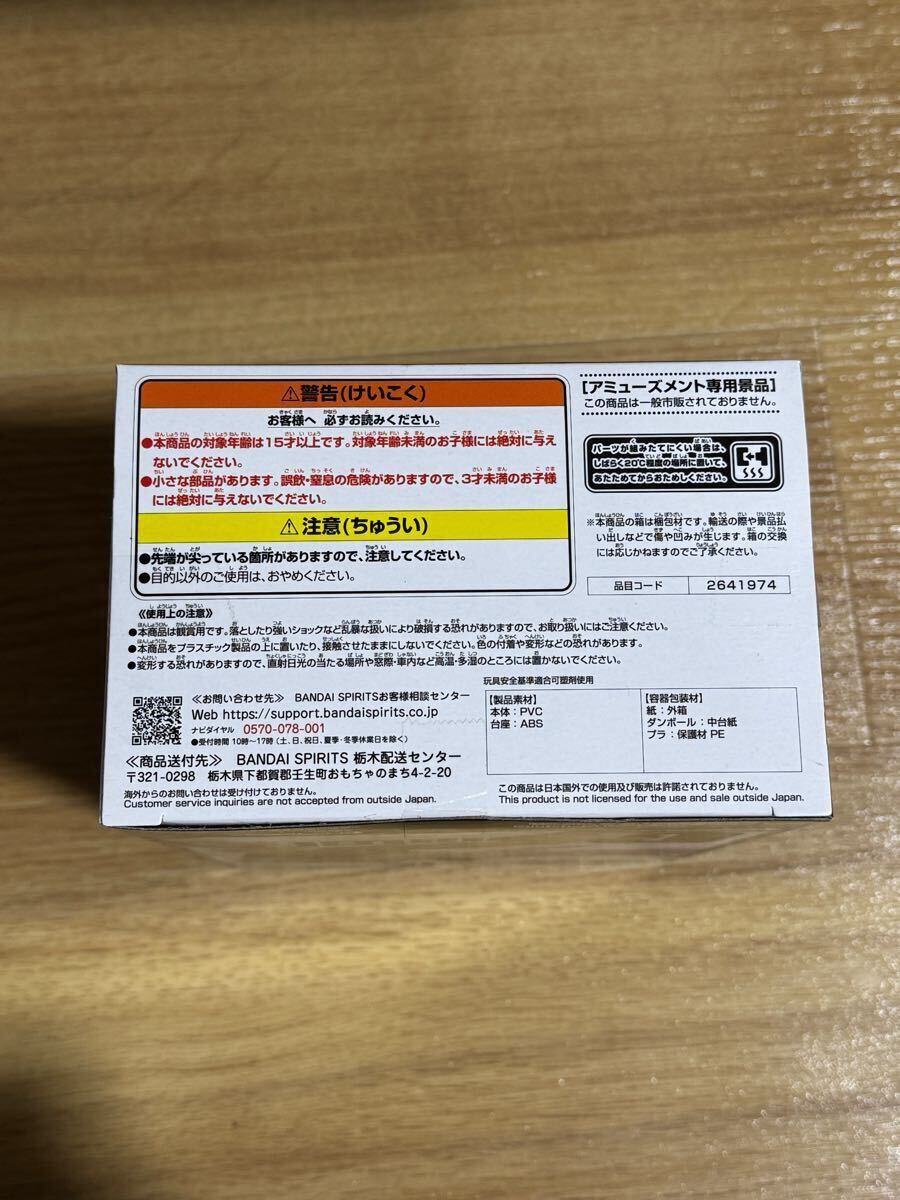 ⚠警告(けいこく)
お客様へ 必ずお読みください。
●本商品の対象年齢は15才以上です。対象年齢未満のお子様には絶対に与え
ないでください。
●小さな部品があります。誤飲・窒息の危険がありますので、3才未満のお子様
には絶対に与えないでください。
⚠注意(ちゅうい)
●先端が尖っている箇所がありますので、注意してください。
●目的以外のご使用は、おやめください。
[アミューズメント専用景品]
この商品は一般市販されておりません。
パーツが組みたてにくい場合は、
しばらく20℃程度の場所に置いて、
あたためてからおためしください。
※本商品の箱は梱包材です。輸送の際や景品払
い出しなどで傷や凹みが生じます。箱の交換
には応じかねますのでご了承ください。
品目コード 2641974
≪使用上の注意≫
●本商品は観賞用です。落としたり強いショックなど乱暴な扱いにより破損する恐れがありますので、お取り扱いにはご注意ください。
●本商品をプラスチック製品の上に置いたり、接触させたままにしないでください。色の付着や変形などの恐れがあります。
●変形する恐れがありますので、直射日光の当たる場所や窓際・車内など高温・多湿のところには置かないでください。
≪お問い合わせ先≫ BANDAI SPIRITSお客様相談センター
Web https://support.bandaispirits.co.jp
ナビダイヤル 0570-078-001
●受付時間 10時～17時(土、日、祝日、夏季・冬季休業日を除く)
≪商品送付先≫ BANDAI SPIRITS 栃木配送センター
〒321-0298 栃木県下都賀郡壬生町おもちゃのまち4-2-20
海外からのお問い合わせは受け付けておりません。
Customer service inquiries are not accepted from outside Japan.
玩具安全基準適合可塑剤使用
【製品素材】
本体：PVC
台座：ABS
【容器包装材】
紙：外箱
ダンボール：中台紙
プラ：保護材 PE
この商品は日本国外での使用及び販売は許諾されておりません。
This product is not licensed for the use and sale outside Japan.